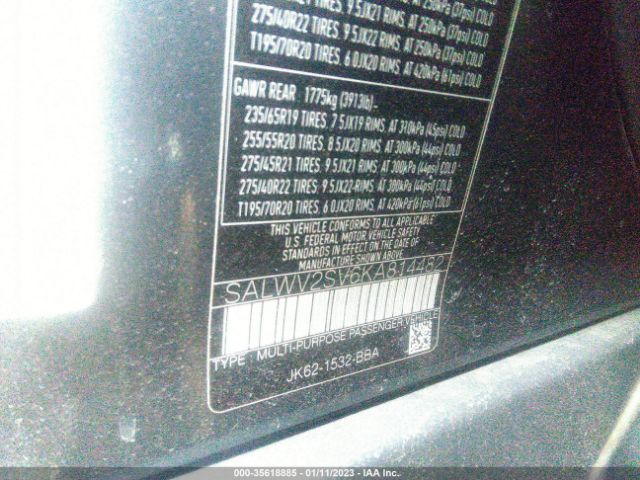 275/40R22 TIRES, 9.5JX22 RIMS, AT 250kPa (37psi) COLD
T195/70R20 TIRES, 6.0JX20 RIMS, AT 420kPa (61psi) COLD
GAWR REAR 1775kg (3913lb)
235/65R19 TIRES, 7.5JX19 RIMS, AT 310kPa (45psi) COLD
255/55R20 TIRES, 8.5JX20 RIMS, AT 300kPa (44psi) COLD
275/45R21 TIRES, 9.5JX21 RIMS, AT 300kPa (44psi) COLD
275/40R22 TIRES, 9.5JX22 RIMS, AT 300kPa (44psi) COLD
T195/70R20 TIRES, 6.0JX20 RIMS, AT 420kPa (61psi) COLD
THIS VEHICLE CONFORMS TO ALL APPLICABLE
U.S. FEDERAL MOTOR VEHICLE SAFETY
STANDARDS IN EFFECT ON THE DATE OF
MANUFACTURE SHOWN ABOVE
SALWV2SV6KA814482
TYPE: MULTI-PURPOSE PASSENGER VEHICLE
JK62-1532-BBA
000-35618885 - 01/11/2023 - IAA Inc.